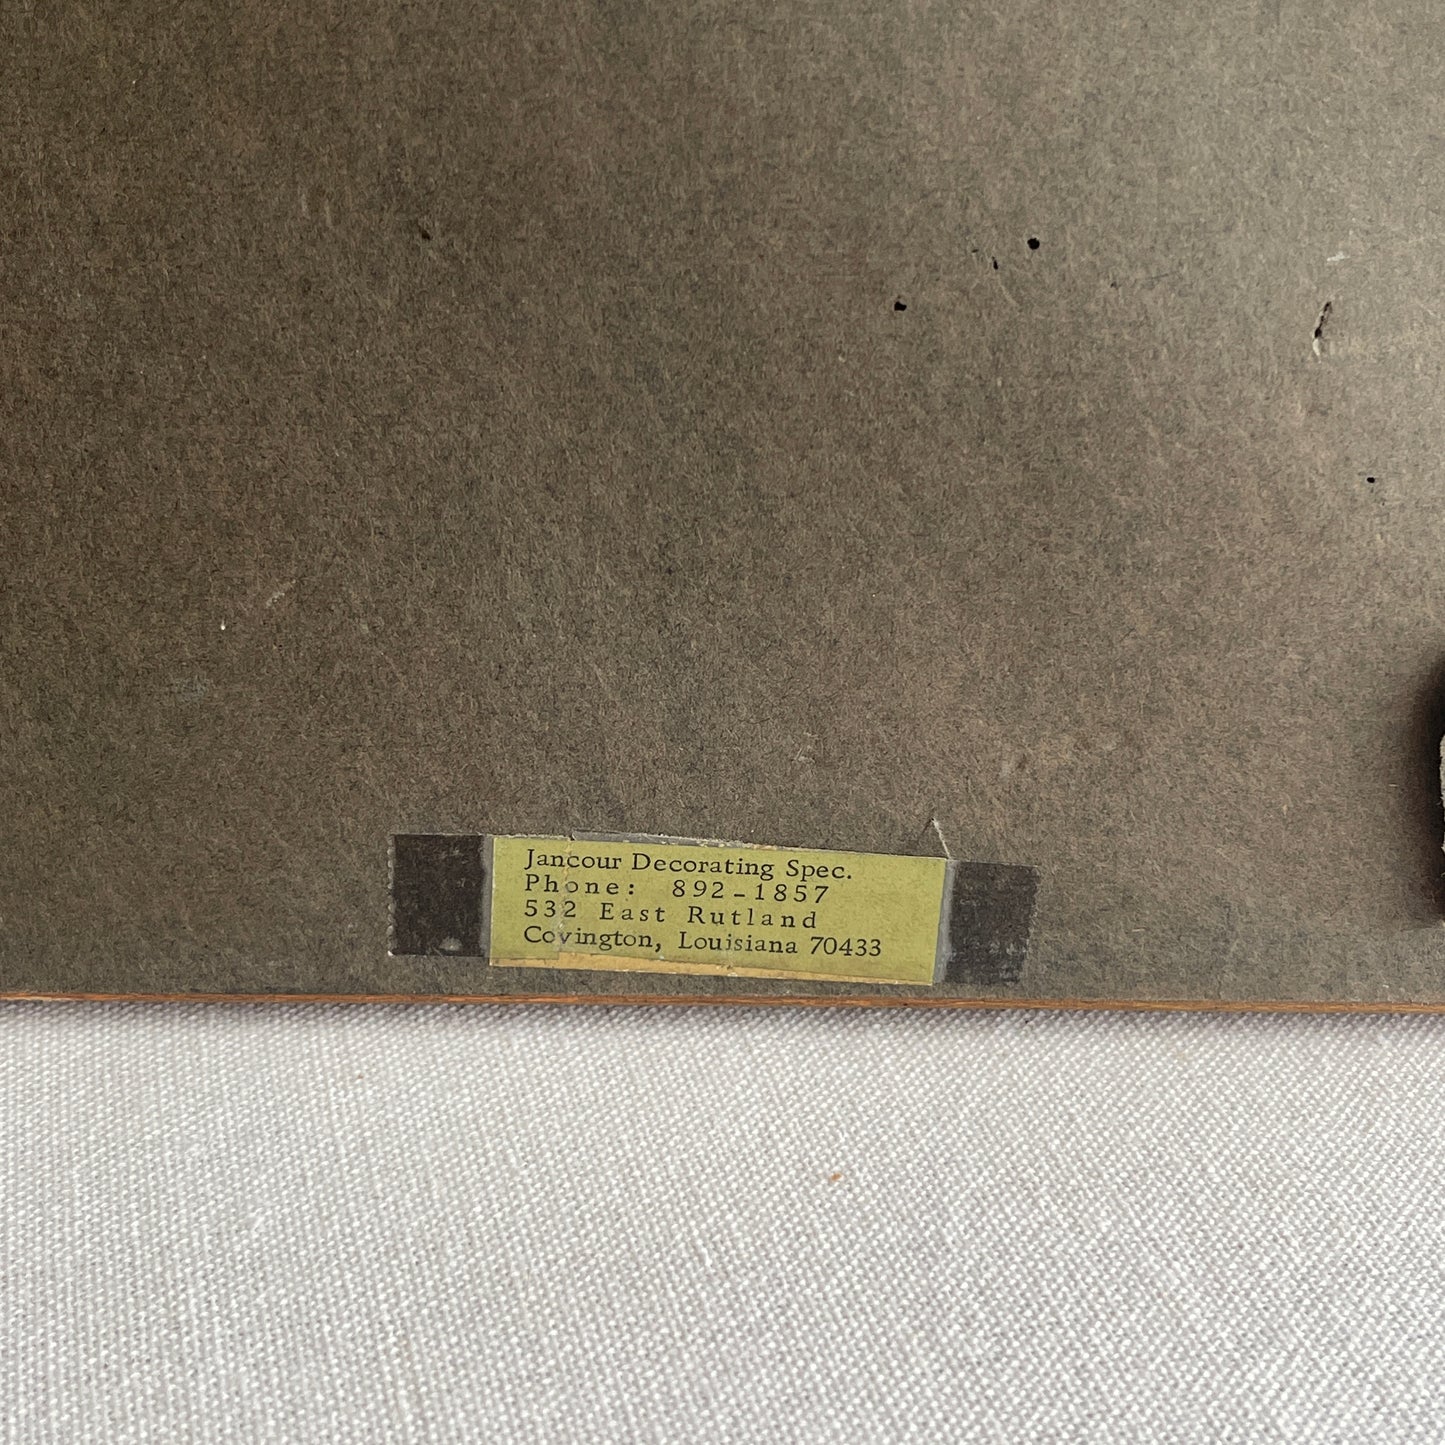 Jancour Decorating Spec.
Phone: 892-1857
532 East Rutland
Covington, Louisiana 70433